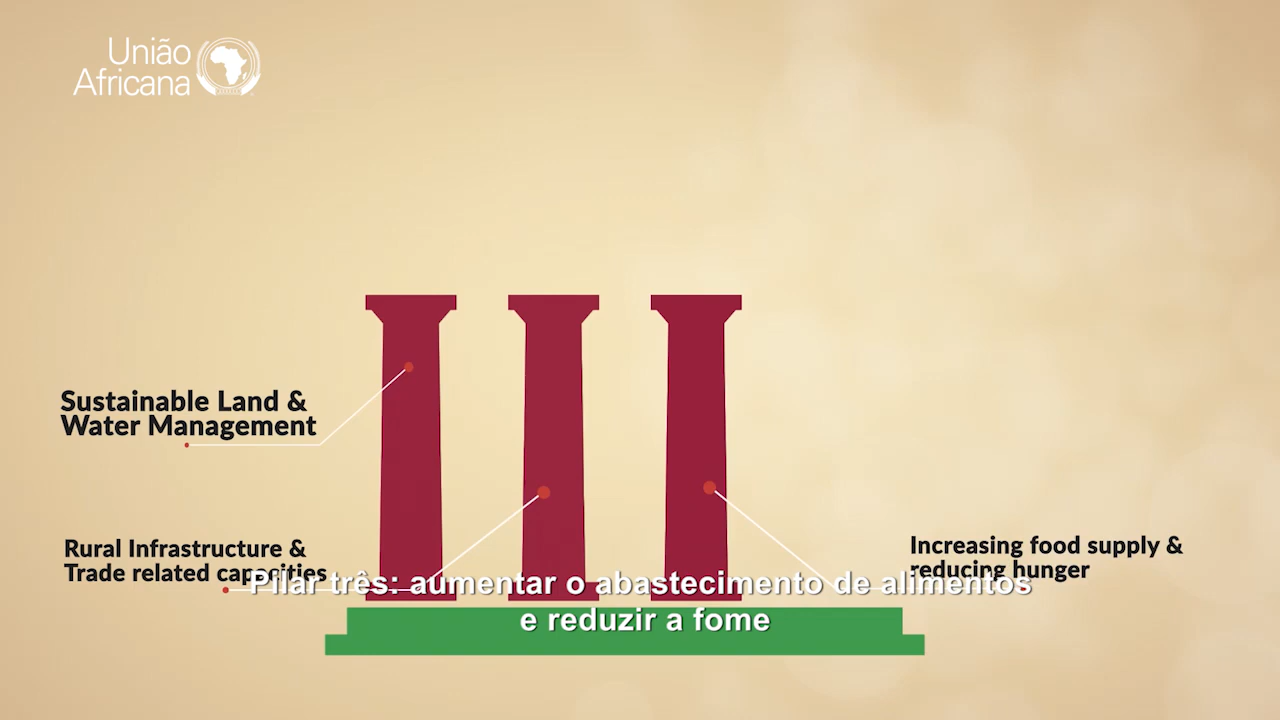 União
Africana
Sustainable Land &
Water Management
Rural Infrastructure &
Trade related capacities
Increasing food supply &
reducing hunger
Pilar três: aumentar o abastecimento de alimentos
e reduzir a fome